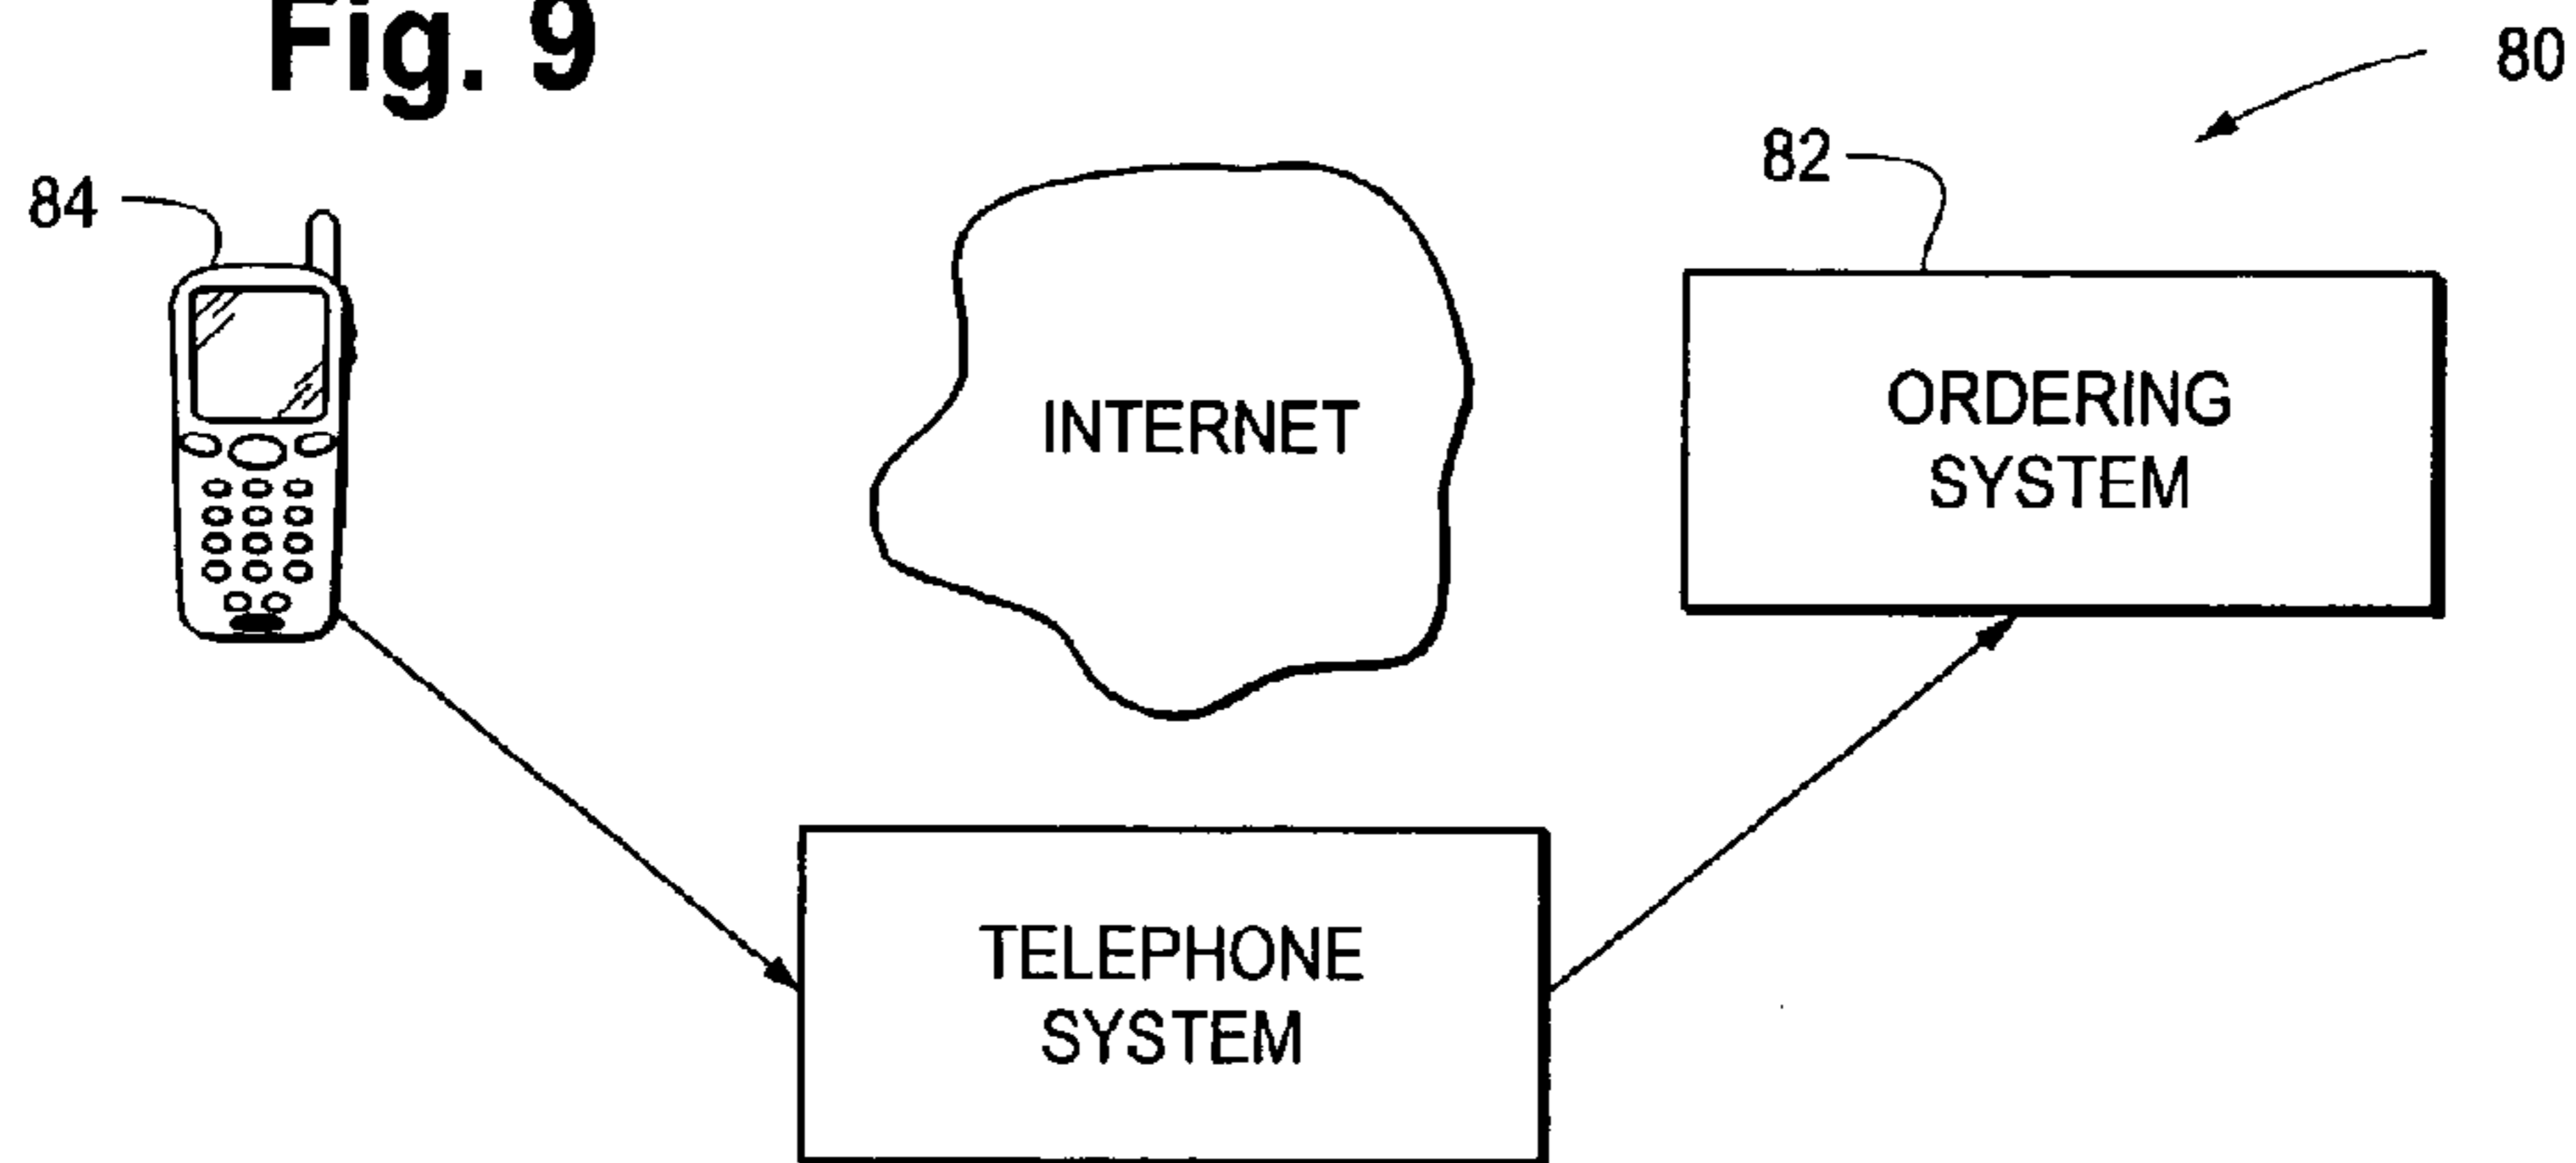 Fig. 9
80
82
84
INTERNET
ORDERING
SYSTEM
TELEPHONE
SYSTEM